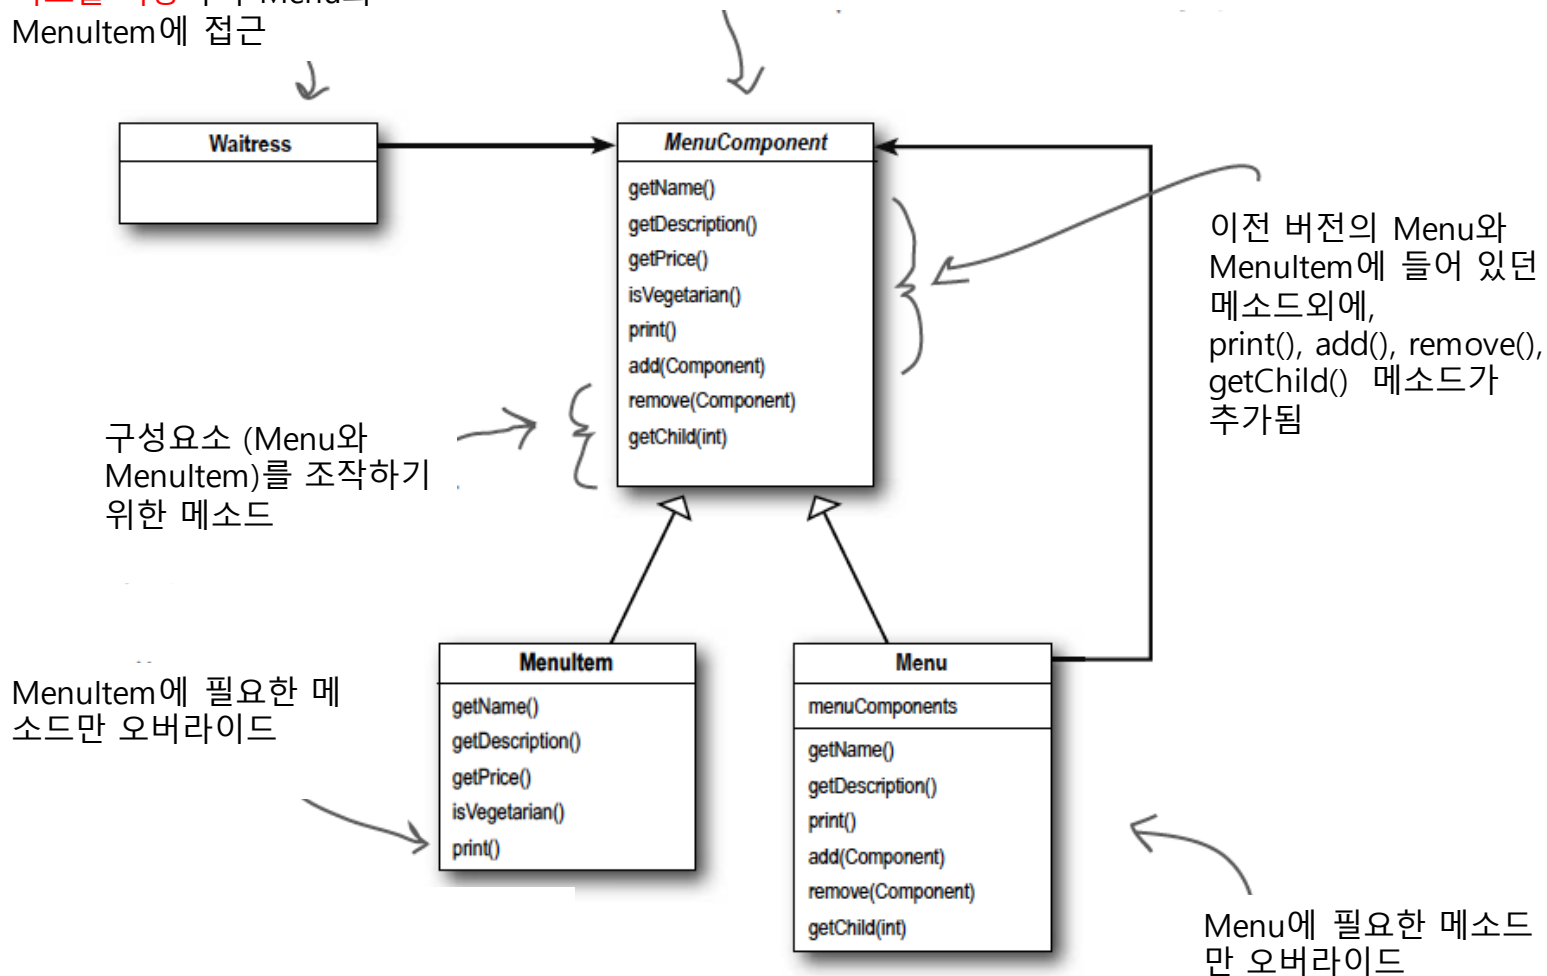 MenuItem에 접근
Waitress
MenuComponent
getName()
getDescription()
getPrice()
isVegetarian()
print()
add(Component)
remove(Component)
getChild(int)
이전 버전의 Menu와
MenuItem에 들어 있던
메소드외에,
print(), add(), remove(),
getChild() 메소드가
추가됨
구성요소 (Menu와
MenuItem)를 조작하기
위한 메소드
MenuItem
getName()
getDescription()
getPrice()
isVegetarian()
print()
MenuItem에 필요한 메
소드만 오버라이드
Menu
menuComponents
getName()
getDescription()
print()
add(Component)
remove(Component)
getChild(int)
Menu에 필요한 메소드
만 오버라이드